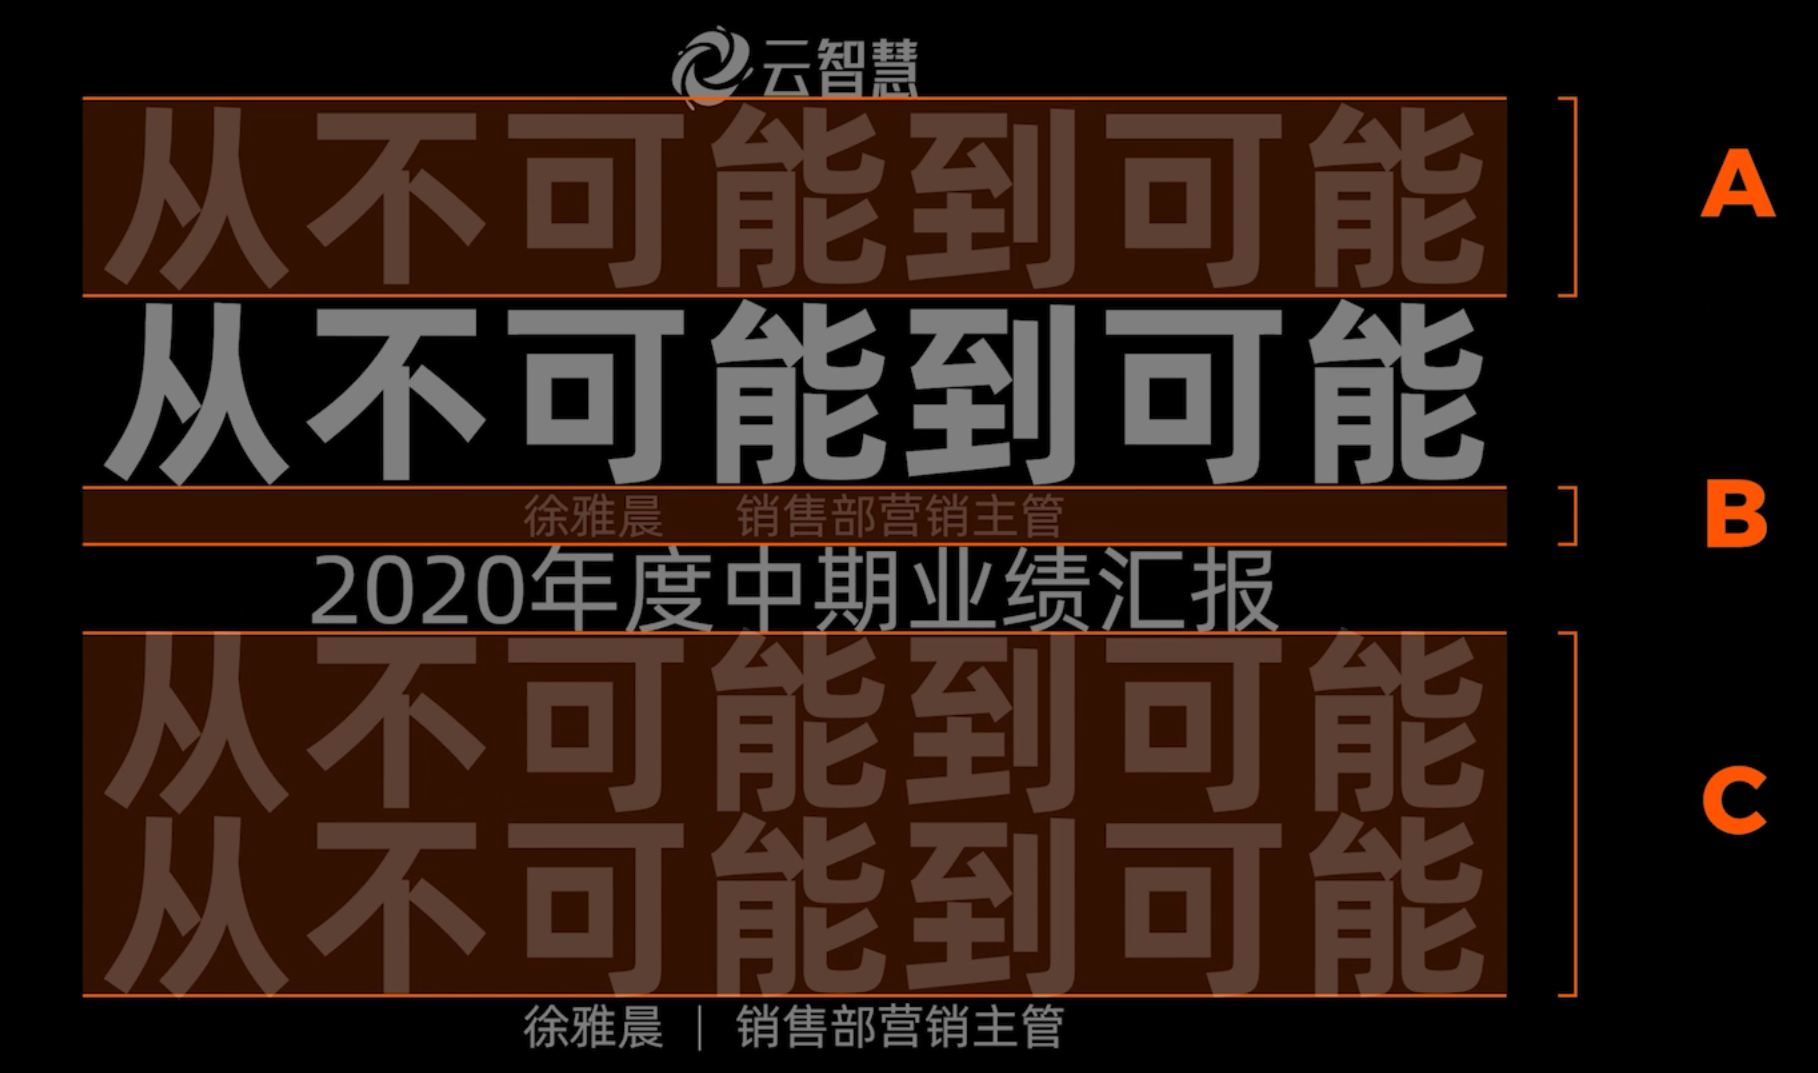 云智慧
从不可能到可能
A
从不可能到可能
徐雅晨 销售部营销主管
B
2020年度中期业绩汇报
从不可能到可能
C
从不可能到可能
徐雅晨 | 销售部营销主管